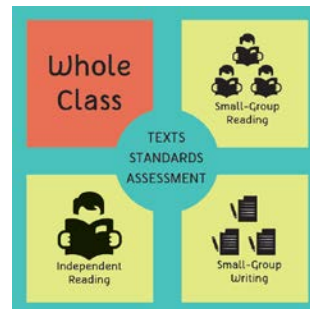 Whole
Class
Small-Group
Reading
TEXTS
STANDARDS
ASSESSMENT
Independent
Reading
Small-Group
Writing